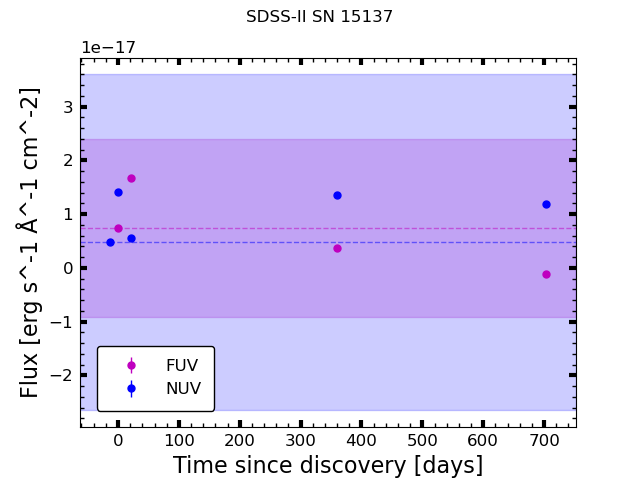 SDSS-II SN 15137
1e−17
Flux [erg s^-1 Å^-1 cm^-2]
3
2
1
0
−1
−2
FUV
NUV
0 100 200 300 400 500 600 700
Time since discovery [days]